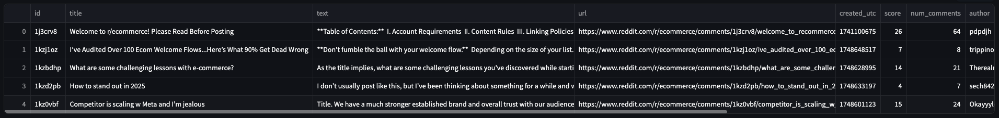 id title text url created_utc score num_comments author
0 1j3crv8 Welcome to r/ecommerce! Please Read Before Posting **Table of Contents:** I. Account Requirements II. Content Rules III. Linking Policies https://www.reddit.com/r/ecommerce/comments/1j3crv8/welcome_to_recommerce 1741100675 26 64 pdpdjh
1 1kzj1oz I’ve Audited Over 100 Ecom Welcome Flows...Here’s What 90% Get Dead Wrong **Don't fumble the ball with your welcome flow.** Depending on the size of your list. https://www.reddit.com/r/ecommerce/comments/1kzj1oz/ive_audited_over_100_ec 1748648517 7 8 trippino
2 1kzbdhp What are some challenging lessons with e-commerce? As the title implies, what are some challenging lessons you've discovered while starti https://www.reddit.com/r/ecommerce/comments/1kzbdhp/what_are_some_challer 1748628995 14 21 Therealr
3 1kzd2pb How to stand out in 2025 I don’t usually post like this, but I’ve been thinking about something for a while and w https://www.reddit.com/r/ecommerce/comments/1kzd2pb/how_to_stand_out_in_2 1748633197 4 7 sech842
4 1kz0vbf Competitor is scaling w Meta and I’m jealous Title. We have a much stronger established brand and overall trust with our audience https://www.reddit.com/r/ecommerce/comments/1kz0vbf/competitor_is_scaling_w_ 1748601123 15 24 Okayyyl